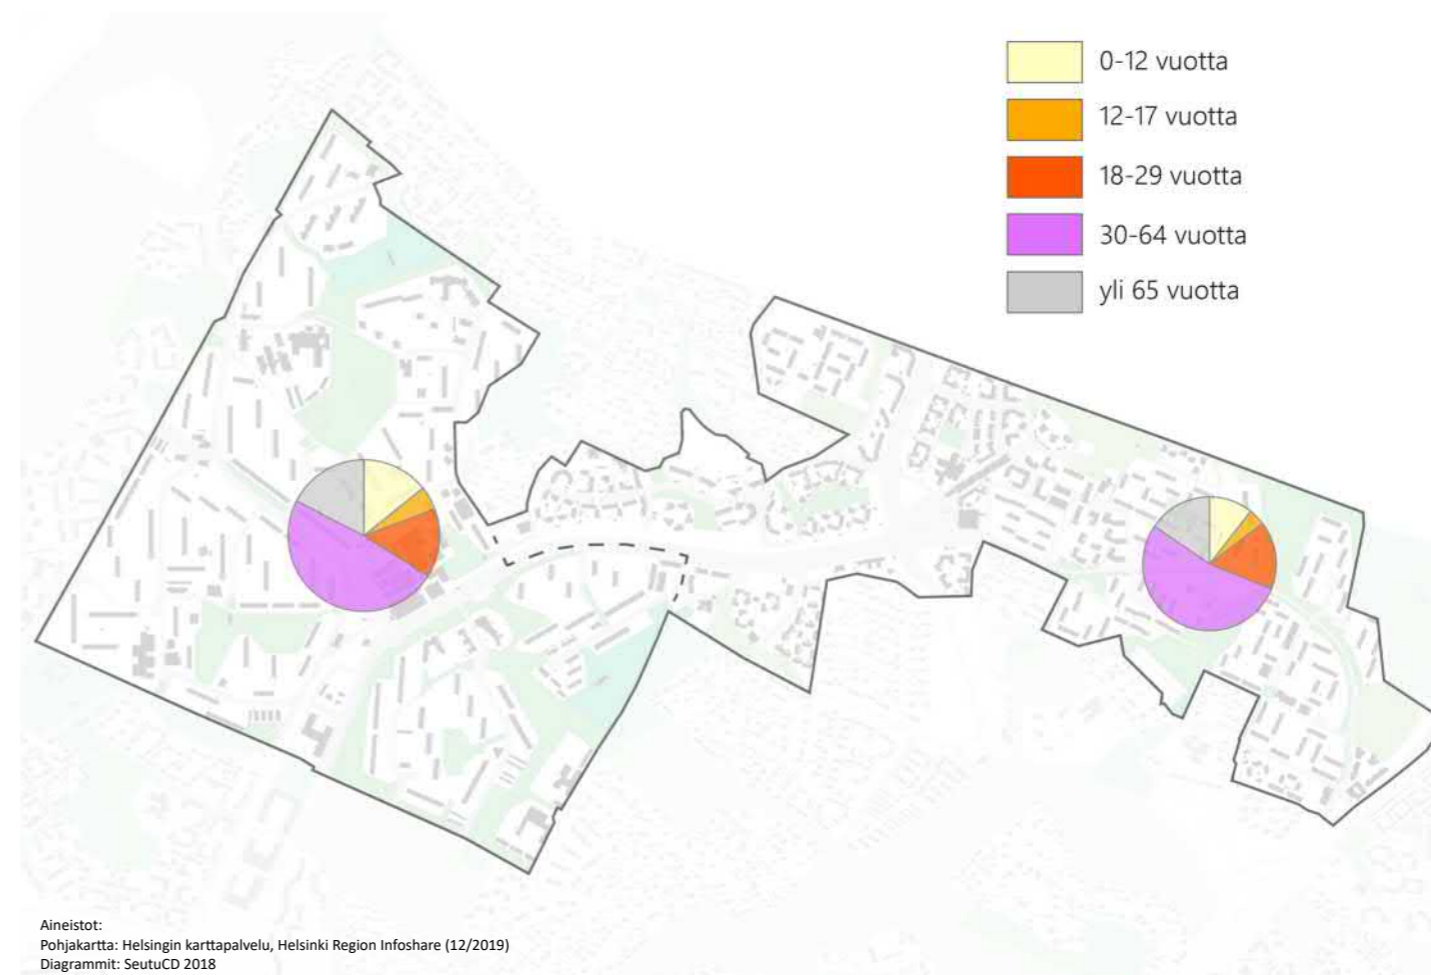 0-12 vuotta
12-17 vuotta
18-29 vuotta
30-64 vuotta
yli 65 vuotta
Aineistot:
Pohjakartta: Helsingin karttapalvelu, Helsinki Region Infoshare (12/2019)
Diagrammit: SeutuCD 2018